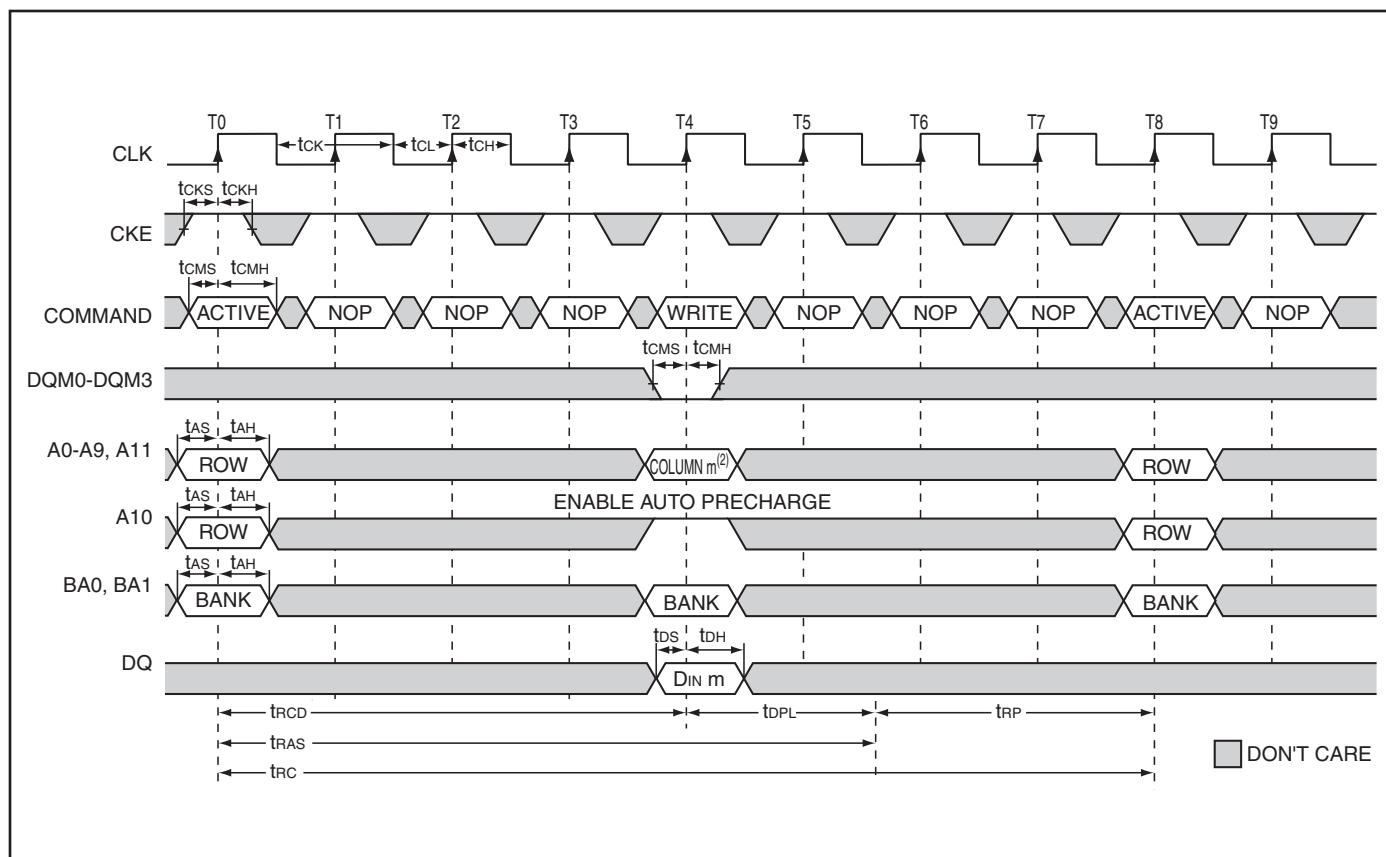 T0 T1 T2 T3 T4 T5 T6 T7 T8 T9
CLK tCK tCL tCH
tCKS tCKH
CKE
tCMS tCMH
COMMAND ACTIVE NOP NOP NOP WRITE NOP NOP NOP ACTIVE NOP
tCMS tCMH
DQM0-DQM3
tAS tAH
A0-A9, A11 ROW COLUMN m(2) ROW
tAS tAH ENABLE AUTO PRECHARGE
A10 ROW ROW
tAS tAH
BA0, BA1 BANK BANK BANK
tDS tDH
DQ DIN m
tRCD tDPL tRP
tRAS
DON'T CARE
tRC